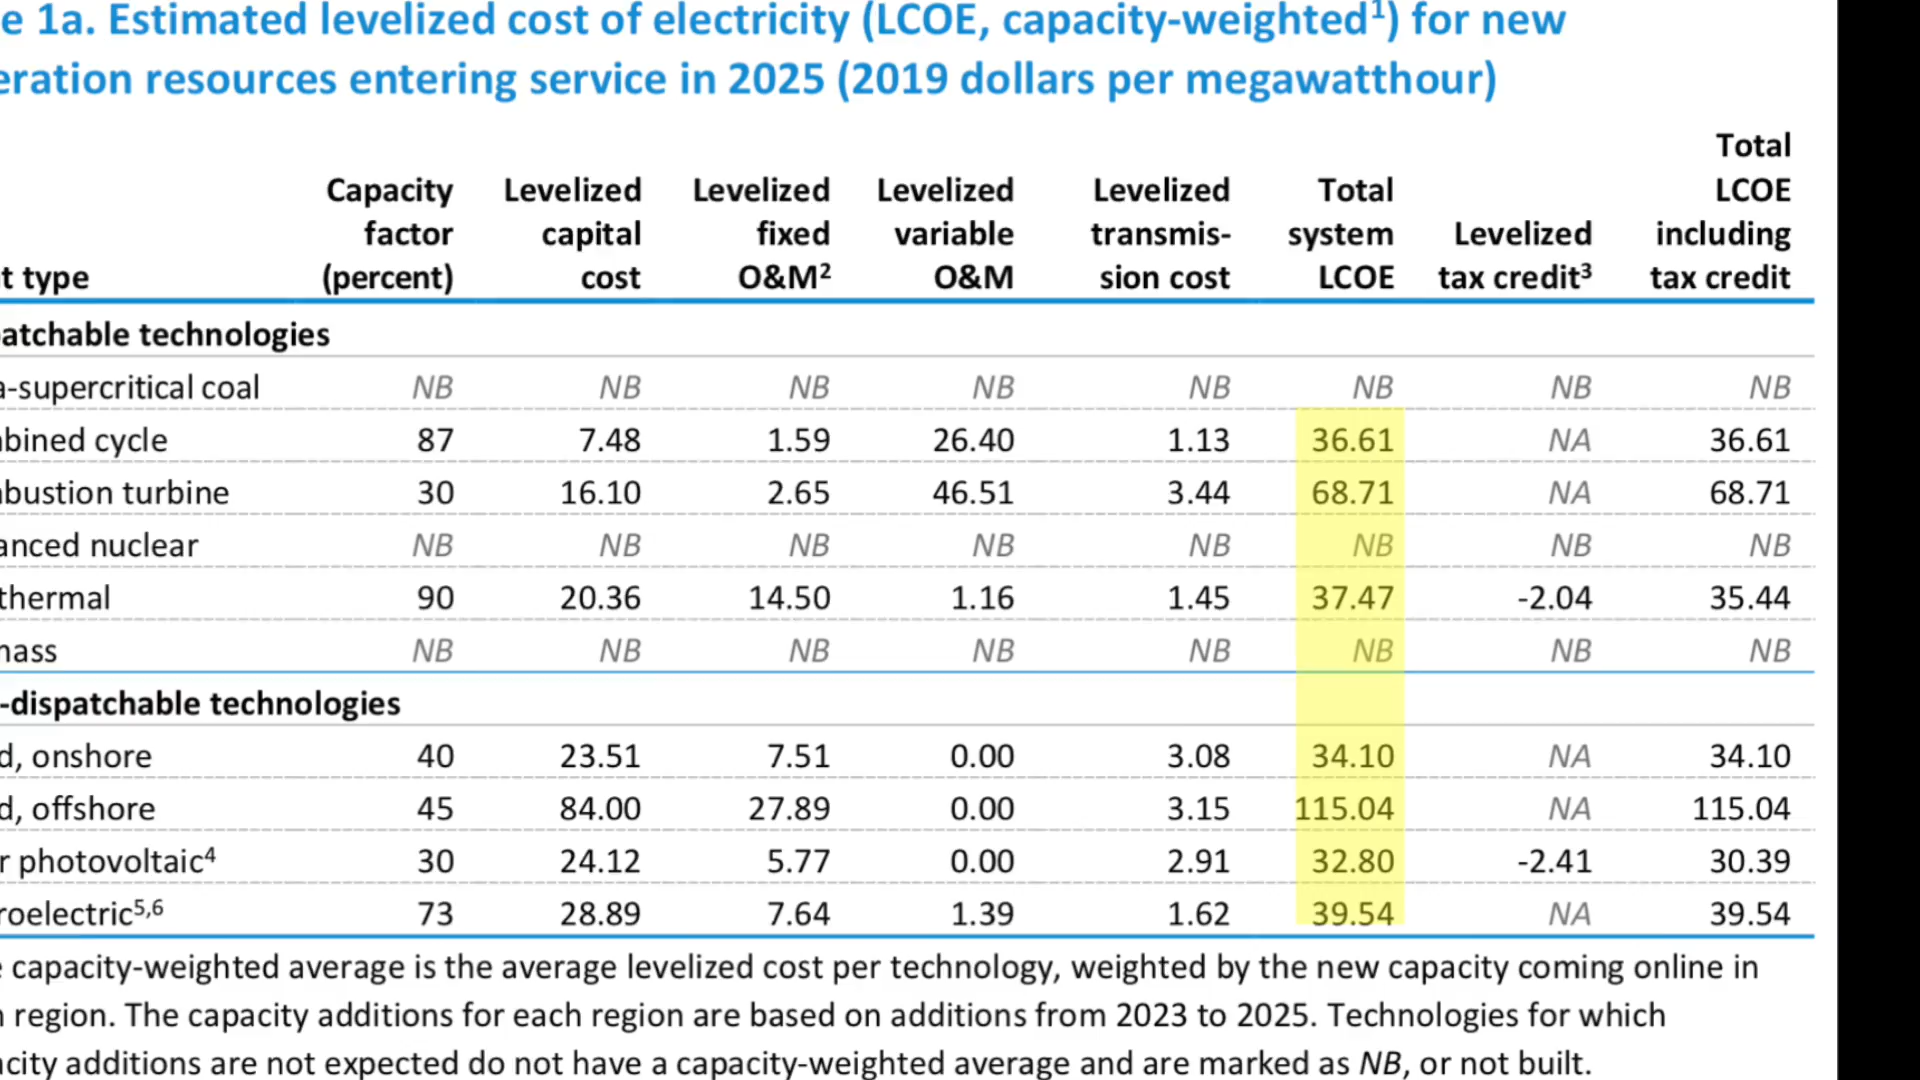 e 1a. Estimated levelized cost of electricity (LCOE, capacity-weighted¹) for new
eration resources entering service in 2025 (2019 dollars per megawatthour)
Total
Capacity Levelized Levelized Levelized Levelized Total LCOE
factor capital fixed variable transmis- system Levelized including
t type (percent) cost O&M² O&M sion cost LCOE tax credit³ tax credit
atchable technologies
a-supercritical coal NB NB NB NB NB NB NB NB
bined cycle 87 7.48 1.59 26.40 1.13 36.61 NA 36.61
bustion turbine 30 16.10 2.65 46.51 3.44 68.71 NA 68.71
anced nuclear NB NB NB NB NB NB NB NB
thermal 90 20.36 14.50 1.16 1.45 37.47 -2.04 35.44
mass NB NB NB NB NB NB NB NB
-dispatchable technologies
d, onshore 40 23.51 7.51 0.00 3.08 34.10 NA 34.10
d, offshore 45 84.00 27.89 0.00 3.15 115.04 NA 115.04
r photovoltaic⁴ 30 24.12 5.77 0.00 2.91 32.80 -2.41 30.39
roelectric⁵,⁶ 73 28.89 7.64 1.39 1.62 39.54 NA 39.54
e capacity-weighted average is the average levelized cost per technology, weighted by the new capacity coming online in
n region. The capacity additions for each region are based on additions from 2023 to 2025. Technologies for which
acity additions are not expected do not have a capacity-weighted average and are marked as NB, or not built.